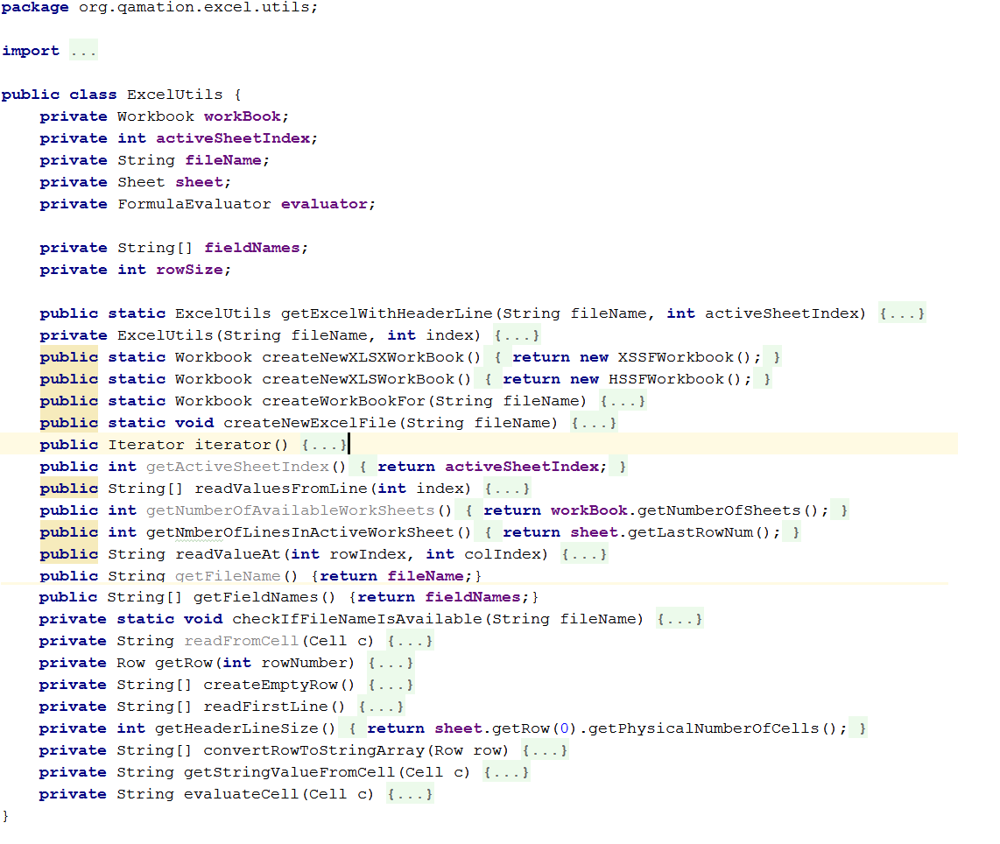 package org.qamation.excel.utils;
import ...
public class ExcelUtils {
private Workbook workBook;
private int activeSheetIndex;
private String fileName;
private Sheet sheet;
private FormulaEvaluator evaluator;
private String[] fieldNames;
private int rowSize;
public static ExcelUtils getExcelWithHeaderLine(String fileName, int activeSheetIndex) {...}
private ExcelUtils(String fileName, int index) {...}
public static Workbook createNewXLSXWorkBook() { return new XSSFWorkbook(); }
public static Workbook createNewXLSWorkBook() { return new HSSFWorkbook(); }
public static Workbook createWorkBookFor(String fileName) {...}
public static void createNewExcelFile(String fileName) {...}
public Iterator iterator() {...}
public int getActiveSheetIndex() { return activeSheetIndex; }
public String[] readValuesFromLine(int index) {...}
public int getNumberOfAvailableWorkSheets() { return workBook.getNumberOfSheets(); }
public int getNmberOfLinesInActiveWorkSheet() { return sheet.getLastRowNum(); }
public String readValueAt(int rowIndex, int colIndex) {...}
public String getFileName() {return fileName;}
public String[] getFieldNames() {return fieldNames;}
private static void checkIfFileNameIsAvailable(String fileName) {...}
private String readFromCell(Cell c) {...}
private Row getRow(int rowNumber) {...}
private String[] createEmptyRow() {...}
private String[] readFirstLine() {...}
private int getHeaderLineSize() { return sheet.getRow(0).getPhysicalNumberOfCells(); }
private String[] convertRowToStringArray(Row row) {...}
private String getStringValueFromCell(Cell c) {...}
private String evaluateCell(Cell c) {...}
}